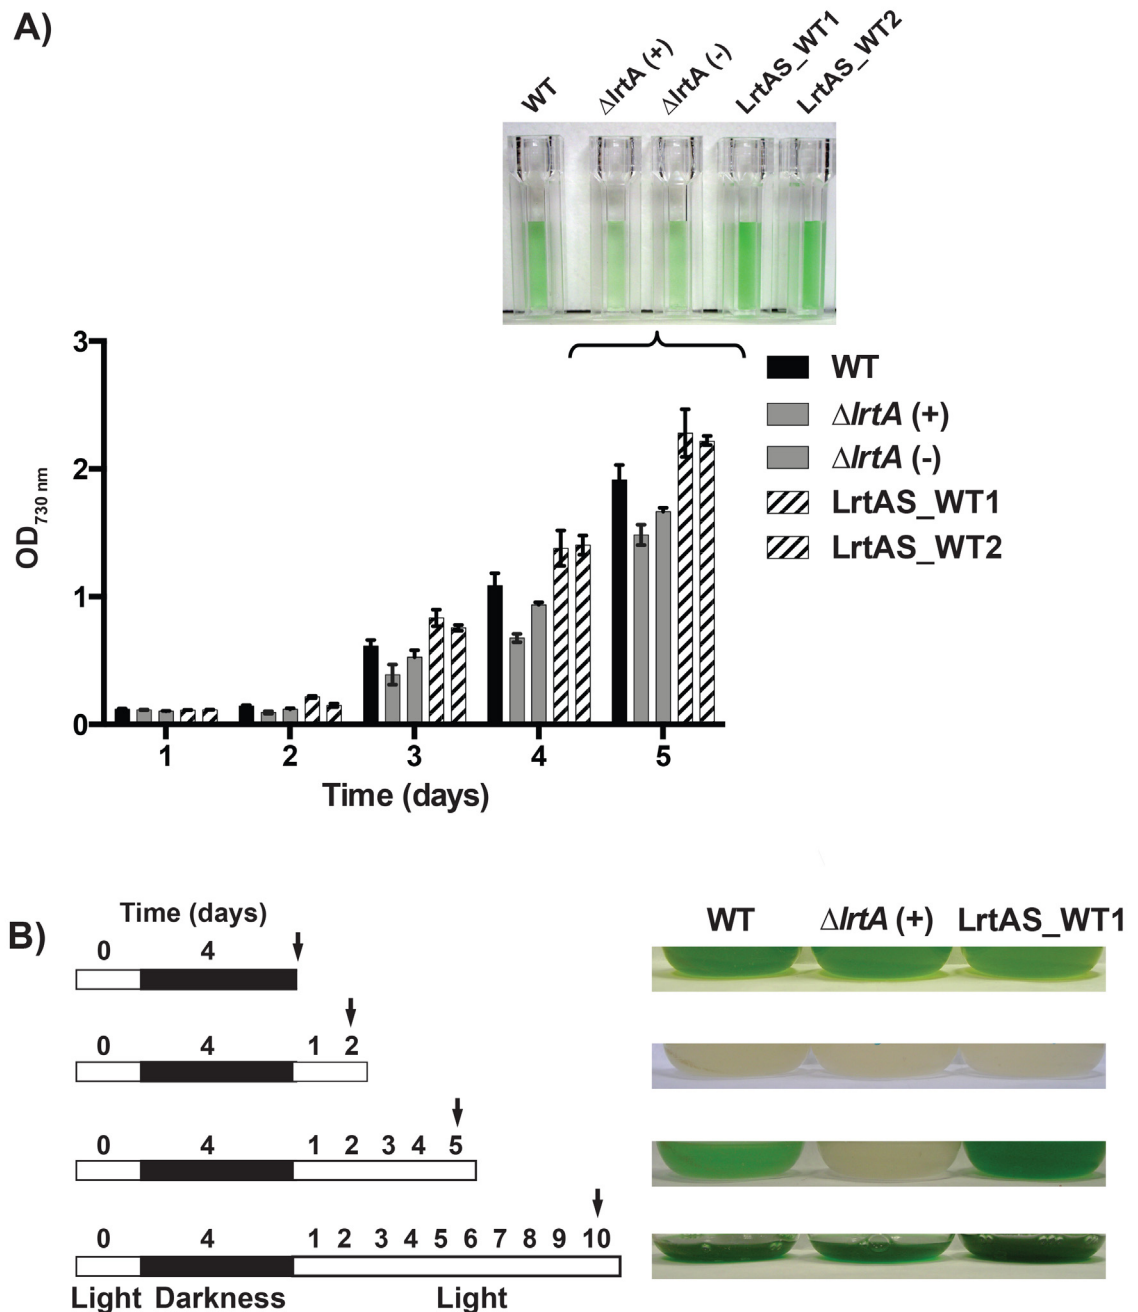 A)
WT
ΔlrtA (+)
ΔlrtA (-)
LrtAS_WT1
LrtAS_WT2
3
2
1
0
OD730 nm
1 2 3 4 5
Time (days)
WT
ΔlrtA (+)
ΔlrtA (-)
LrtAS_WT1
LrtAS_WT2
B)
Time (days)
0 4
0 4 1 2
0 4 1 2 3 4 5
0 4 1 2 3 4 5 6 7 8 9 10
Light Darkness Light
WT ΔlrtA (+) LrtAS_WT1